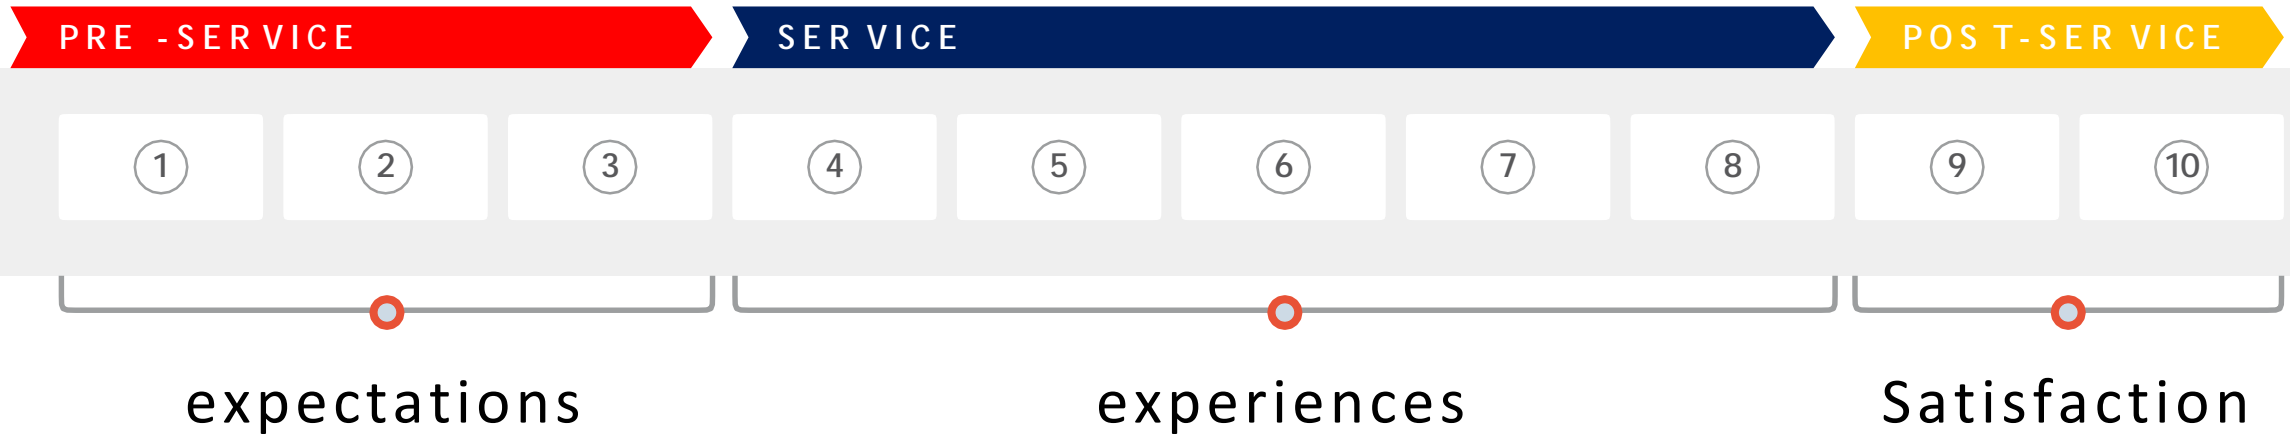 PRE -SERVICE SERVICE POST-SERVICE
1 2 3 4 5 6 7 8 9 10
expectations experiences Satisfaction